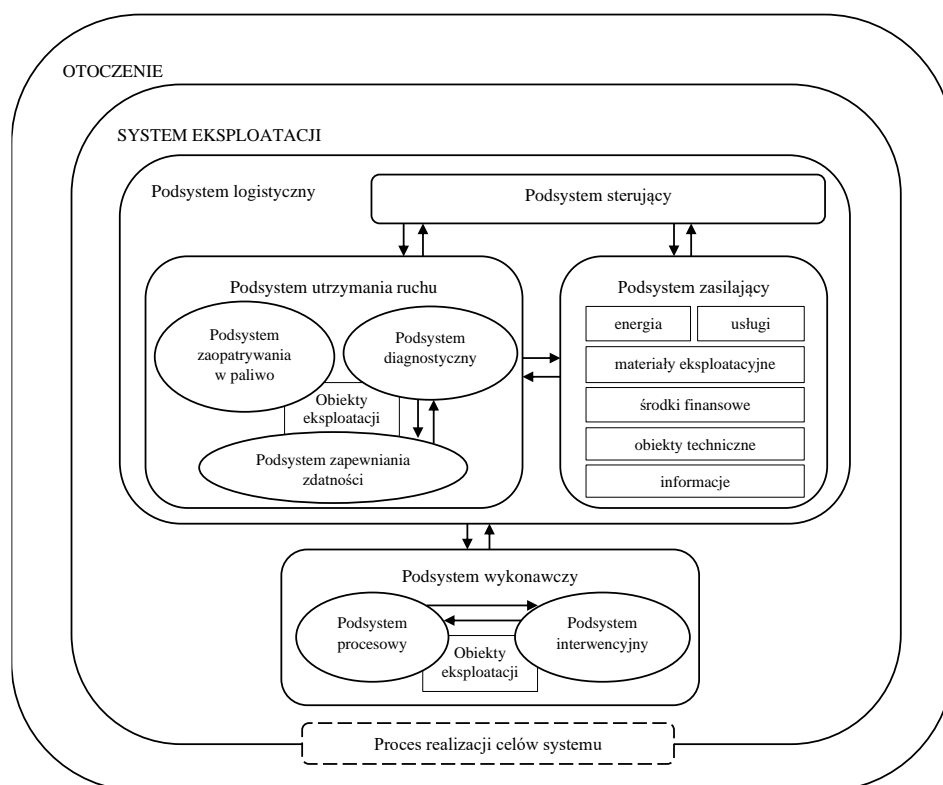 OTOCZENIE
SYSTEM EKSPLOATACJI
Podsystem logistyczny
Podsystem sterujący
Podsystem utrzymania ruchu
Podsystem
zaopatrywania
w paliwo
Podsystem
diagnostyczny
Obiekty
eksploatacji
Podsystem zapewniania
zdatności
Podsystem zasilający
energia
usługi
materiały eksploatacyjne
środki finansowe
obiekty techniczne
informacje
Podsystem wykonawczy
Podsystem
procesowy
Podsystem
interwencyjny
Obiekty
eksploatacji
Proces realizacji celów systemu